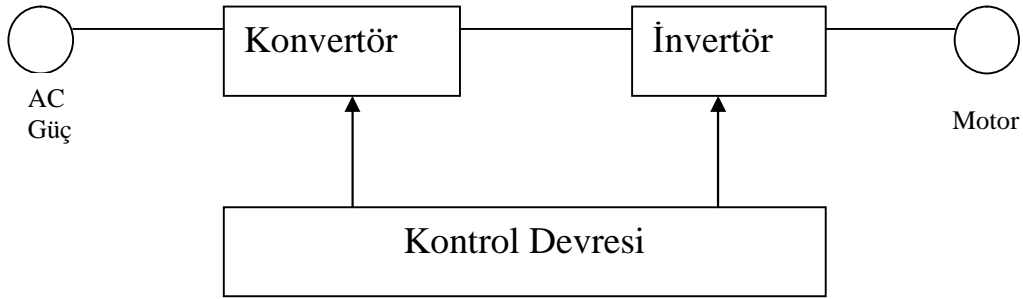 Konvertör
İnvertör
AC
Güç
Motor
Kontrol Devresi